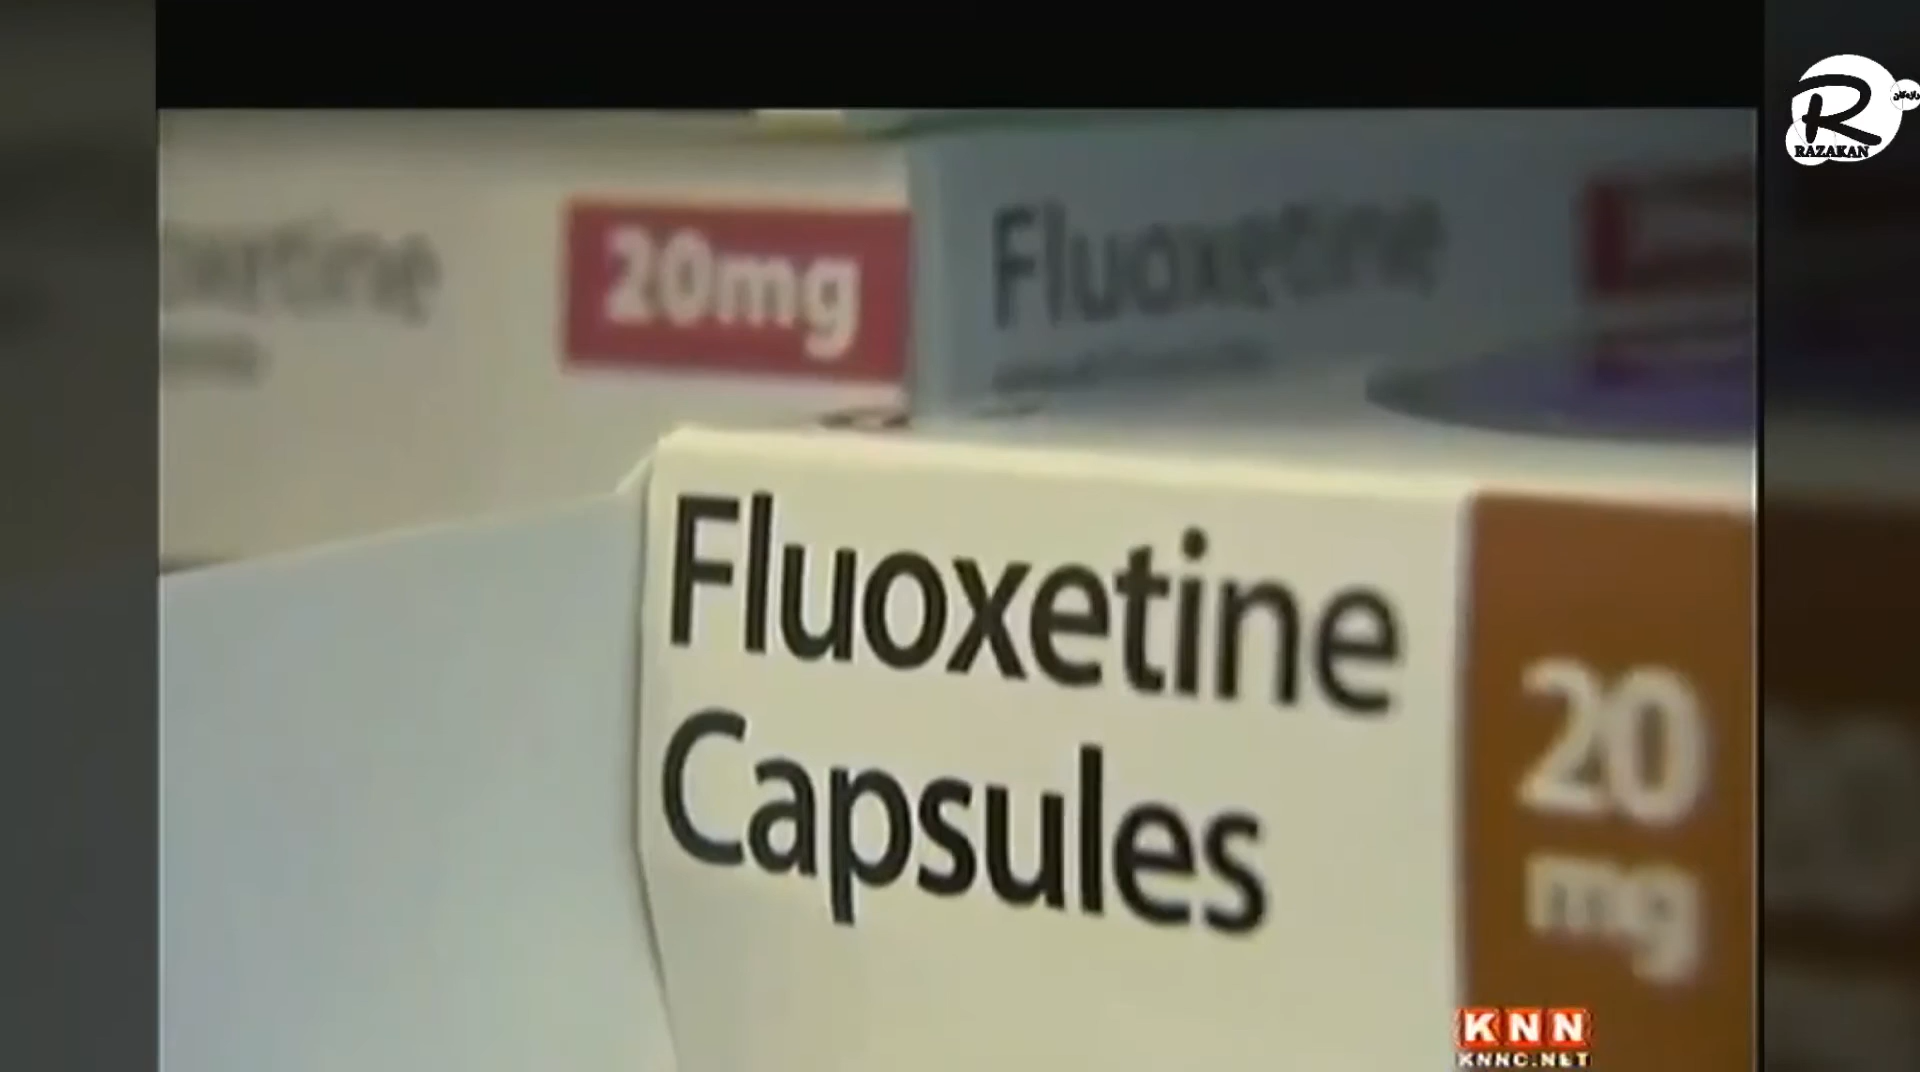 R
RAZAKAN
20mg
Fluoxetine
Fluoxetine
Capsules
20
mg
KNN
KNNC.NET